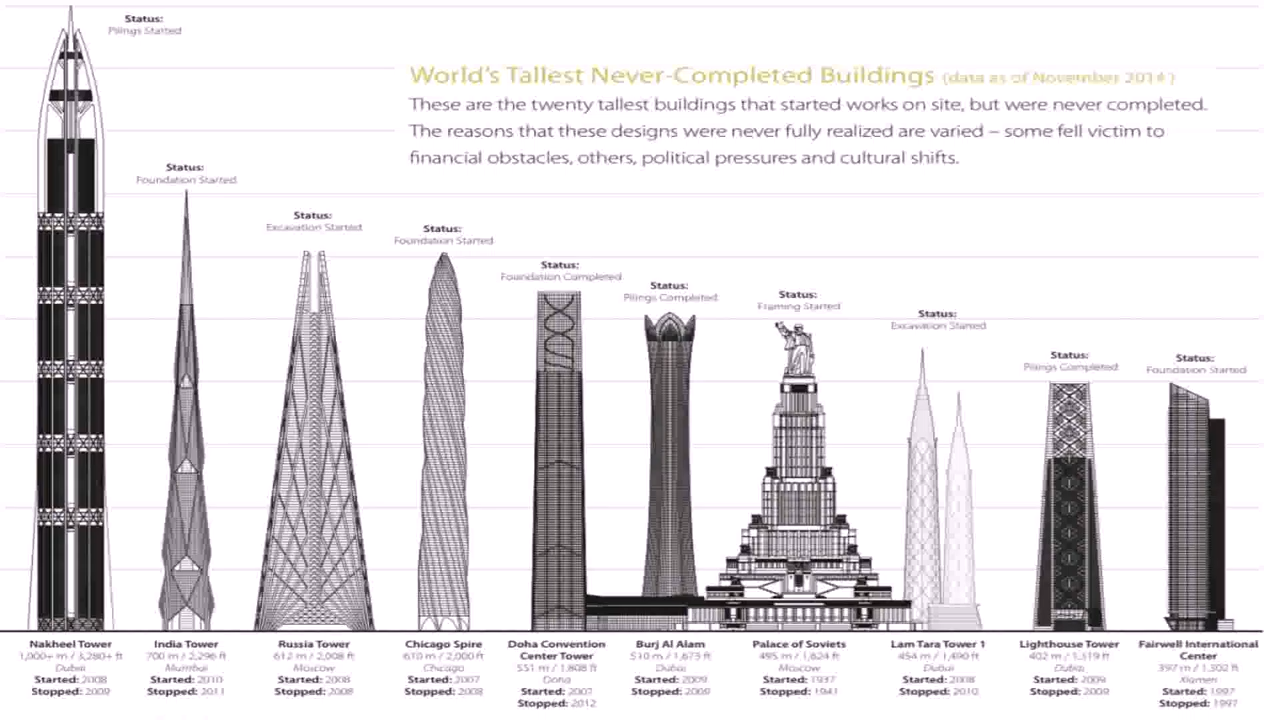 Status:
Pilings Started
World's Tallest Never-Completed Buildings (data as of November 2014)
These are the twenty tallest buildings that started works on site, but were never completed.
The reasons that these designs were never fully realized are varied – some fell victim to
financial obstacles, others, political pressures and cultural shifts.
Status:
Foundation Started
Status:
Excavation Started
Status:
Foundation Started
Status:
Foundation Completed
Status:
Pilings Completed
Status:
Framing Started
Status:
Excavation Started
Status:
Pilings Completed
Status:
Foundation Started
Nakheel Tower
1,000+ m / 3,280+ ft
Dubai
Started: 2008
Stopped: 2009
India Tower
700 m / 2,296 ft
Mumbai
Started: 2010
Stopped: 2011
Russia Tower
612 m / 2,008 ft
Moscow
Started: 2008
Stopped: 2008
Chicago Spire
610 m / 2,000 ft
Chicago
Started: 2007
Stopped: 2008
Doha Convention
Center Tower
551 m / 1,808 ft
Doha
Started: 2007
Stopped: 2012
Burj Al Alam
510 m / 1,673 ft
Dubai
Started: 2009
Stopped: 2009
Palace of Soviets
495 m / 1,624 ft
Moscow
Started: 1937
Stopped: 1941
Lam Tara Tower 1
454 m / 1,490 ft
Dubai
Started: 2008
Stopped: 2010
Lighthouse Tower
402 m / 1,319 ft
Dubai
Started: 2009
Stopped: 2009
Fairwell International
Center
397 m / 1,302 ft
Xiamen
Started: 1997
Stopped: 1997